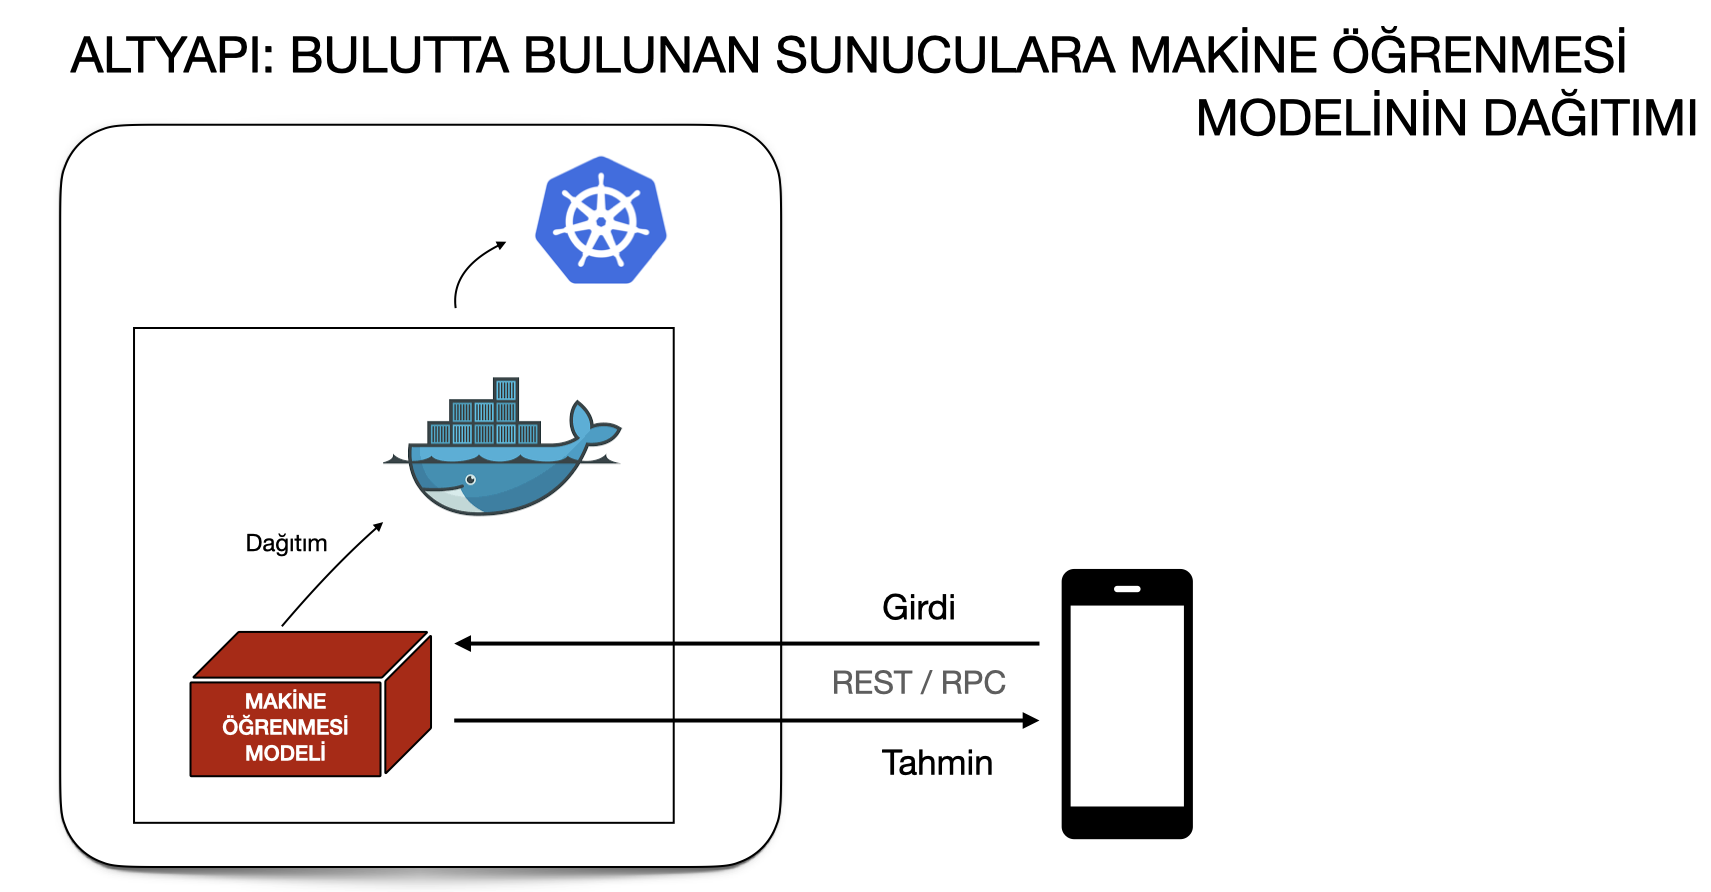 ALTYAPI: BULUTTA BULUNAN SUNUCULARA MAKİNE ÖĞRENMESİ
MODELİNİN DAĞITIMI
Dağıtım
MAKİNE
ÖĞRENMESİ
MODELİ
Girdi
REST / RPC
Tahmin